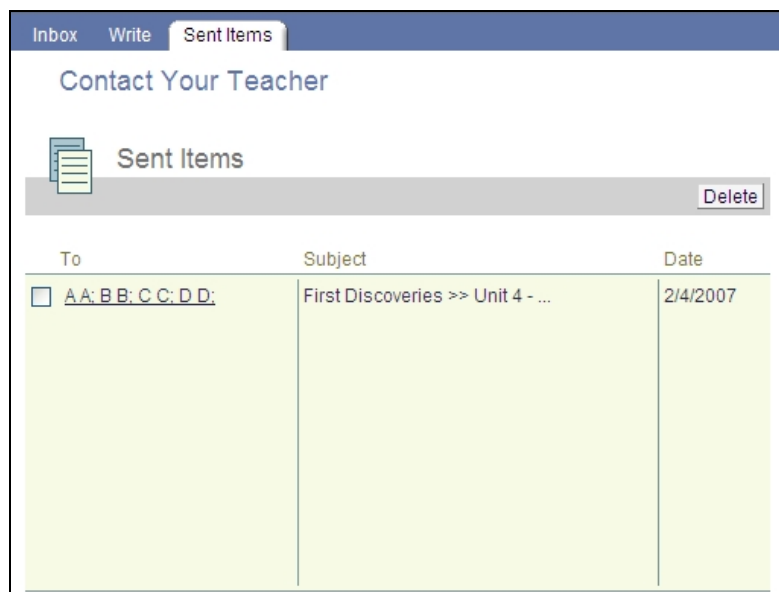 Inbox Write Sent Items
Contact Your Teacher
Sent Items
Delete
To Subject Date
A A; B B; C C; D D; First Discoveries >> Unit 4 - ... 2/4/2007